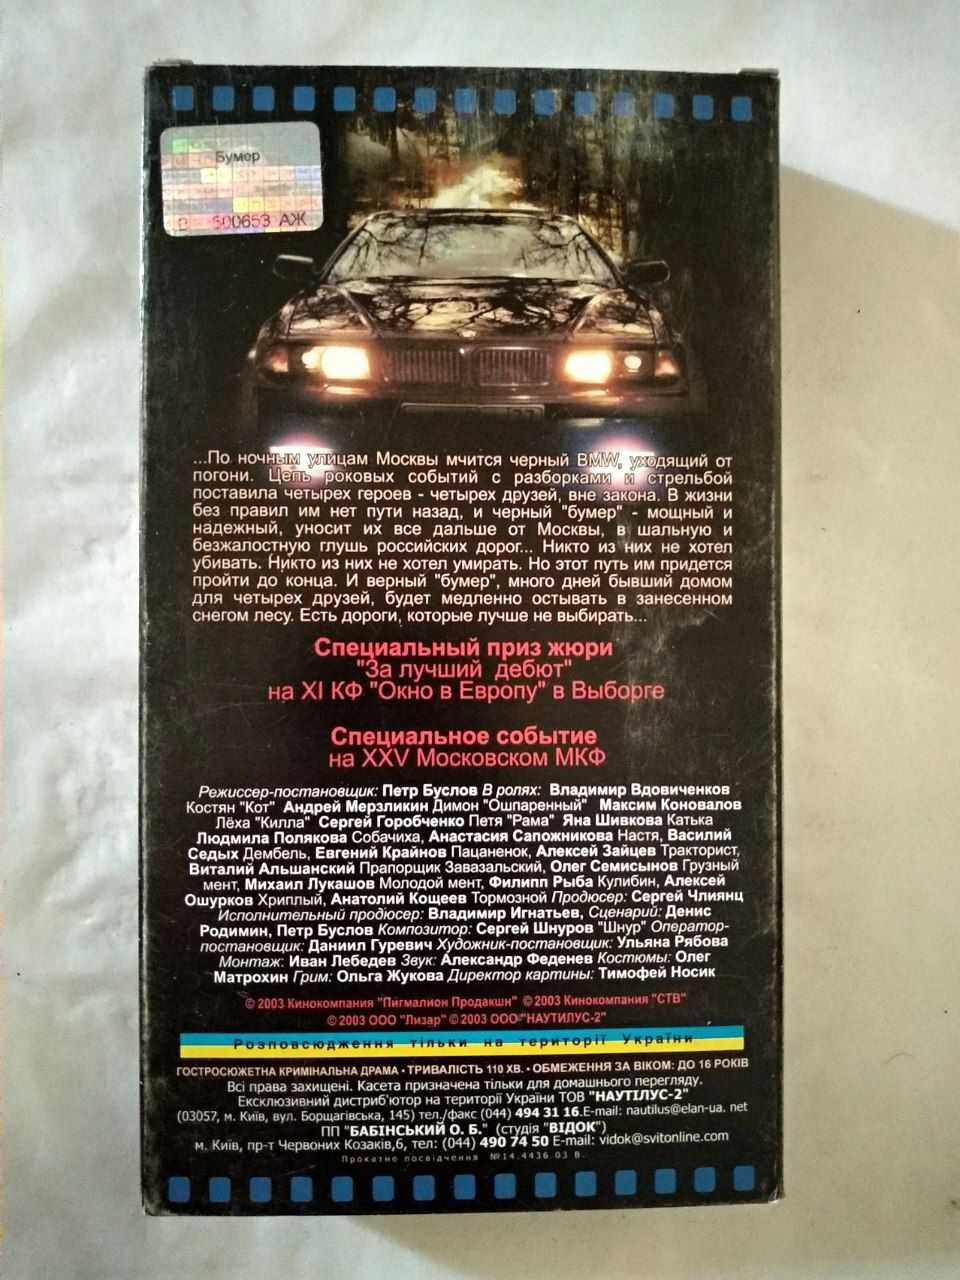 Бумер
В 600653 АЖ
...По ночным улицам Москвы мчится черный BMW, уходящий от
погони. Цепь роковых событий с разборками и стрельбой
поставила четырех героев - четырех друзей, вне закона. В жизни
без правил им нет пути назад, и черный "бумер" - мощный и
надежный, уносит их все дальше от Москвы, в шальную и
безжалостную глушь российских дорог... Никто из них не хотел
убивать. Никто из них не хотел умирать. Но этот путь им придется
пройти до конца. И верный "бумер", много дней бывший домом
для четырех друзей, будет медленно остывать в занесенном
снегом лесу. Есть дороги, которые лучше не выбирать...
Специальный приз жюри
"За лучший дебют"
на XI КФ "Окно в Европу" в Выборге
Специальное событие
на XXV Московском МКФ
Режиссер-постановщик: Петр Буслов В ролях: Владимир Вдовиченков
Костян "Кот" Андрей Мерзликин Димон "Ошпаренный" Максим Коновалов
Лёха "Килла" Сергей Горобченко Петя "Рама" Яна Шивкова Катька
Людмила Полякова Собачиха, Анастасия Сапожникова Настя, Василий
Седых Дембель, Евгений Крайнов Пацаненок, Алексей Зайцев Тракторист,
Виталий Альшанский Прапорщик Завазальский, Олег Семисынов Грузный
мент, Михаил Лукашов Молодой мент, Филипп Рыба Кулибин, Алексей
Ошурков Хриплый, Анатолий Кощеев Тормозной Продюсер: Сергей Члиянц
Исполнительный продюсер: Владимир Игнатьев, Сценарий: Денис
Родимин, Петр Буслов Композитор: Сергей Шнуров "Шнур" Оператор-
постановщик: Даниил Гуревич Художник-постановщик: Ульяна Рябова
Монтаж: Иван Лебедев Звук: Александр Феденев Костюмы: Олег
Матрохин Грим: Ольга Жукова Директор картины: Тимофей Носик
© 2003 Кинокомпания "Пигмалион Продакшн" © 2003 Кинокомпания "СТВ"
© 2003 ООО "Лизар" © 2003 ООО "НАУТИЛУС-2"
Розповсюдження тільки на території України
ГОСТРОСЮЖЕТНА КРИМІНАЛЬНА ДРАМА • ТРИВАЛІСТЬ 110 ХВ. • ОБМЕЖЕННЯ ЗА ВІКОМ: ДО 16 РОКІВ
Всі права захищені. Касета призначена тільки для домашнього перегляду.
Ексклюзивний дистриб'ютор на території України ТОВ "НАУТІЛУС-2"
(03057, м. Київ, вул. Борщагівська, 145) тел./факс (044) 494 31 16.E-mail: nautilus@elan-ua. net
ПП "БАБІНСЬКИЙ О. Б." (студія "ВІДОК")
м. Київ, пр-т Червоних Козаків,6, тел: (044) 490 74 50 E-mail: vidok@svitonline.com
Прокатне посвідчення №14.4436.03 В.